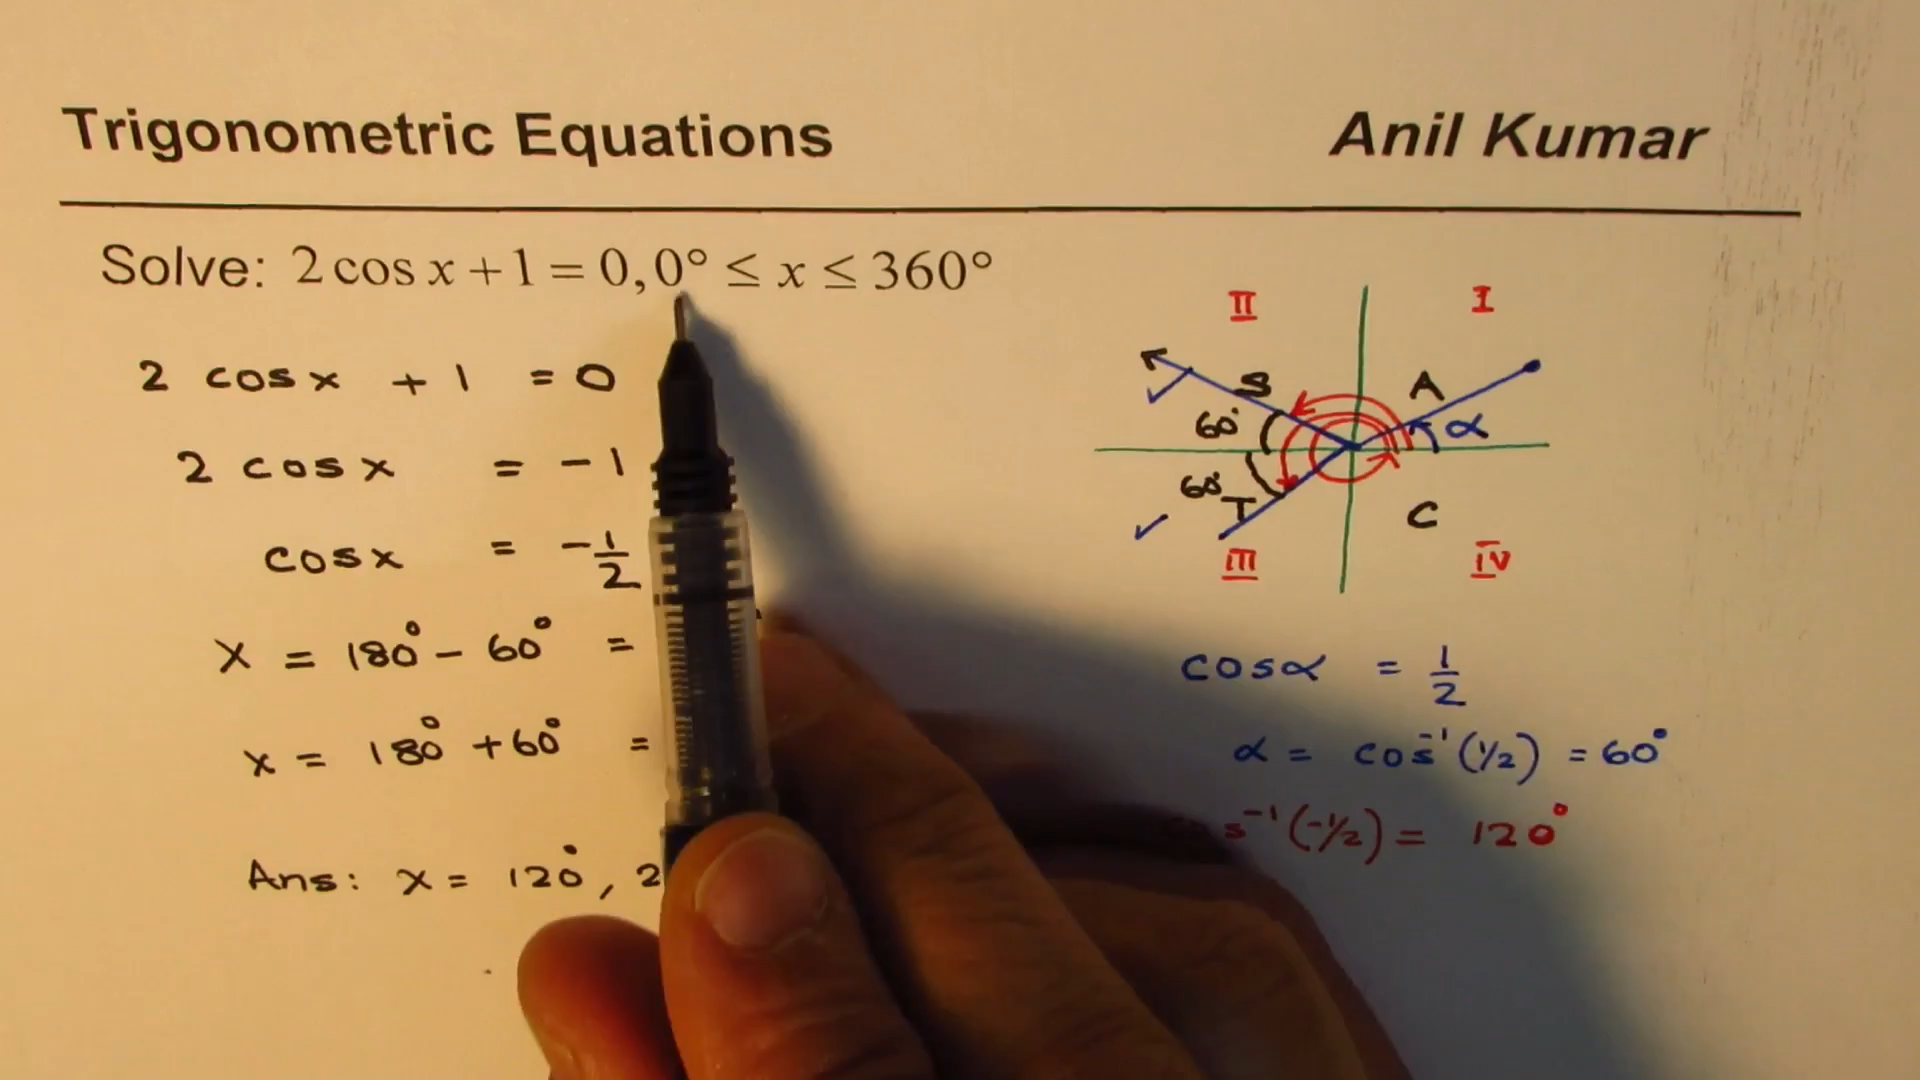 Trigonometric Equations
Anil Kumar
Solve: 2 cos x + 1 = 0, 0° ≤ x ≤ 360°
2 cos x + 1 = 0
2 cos x = -1
cos x = -1/2
x = 180° - 60° =
x = 180° + 60° =
Ans: x = 120°, 2
II I
S A
60° α
60° T C
III IV
cos α = 1/2
α = cos⁻¹(1/2) = 60°
s⁻¹(-1/2) = 120°